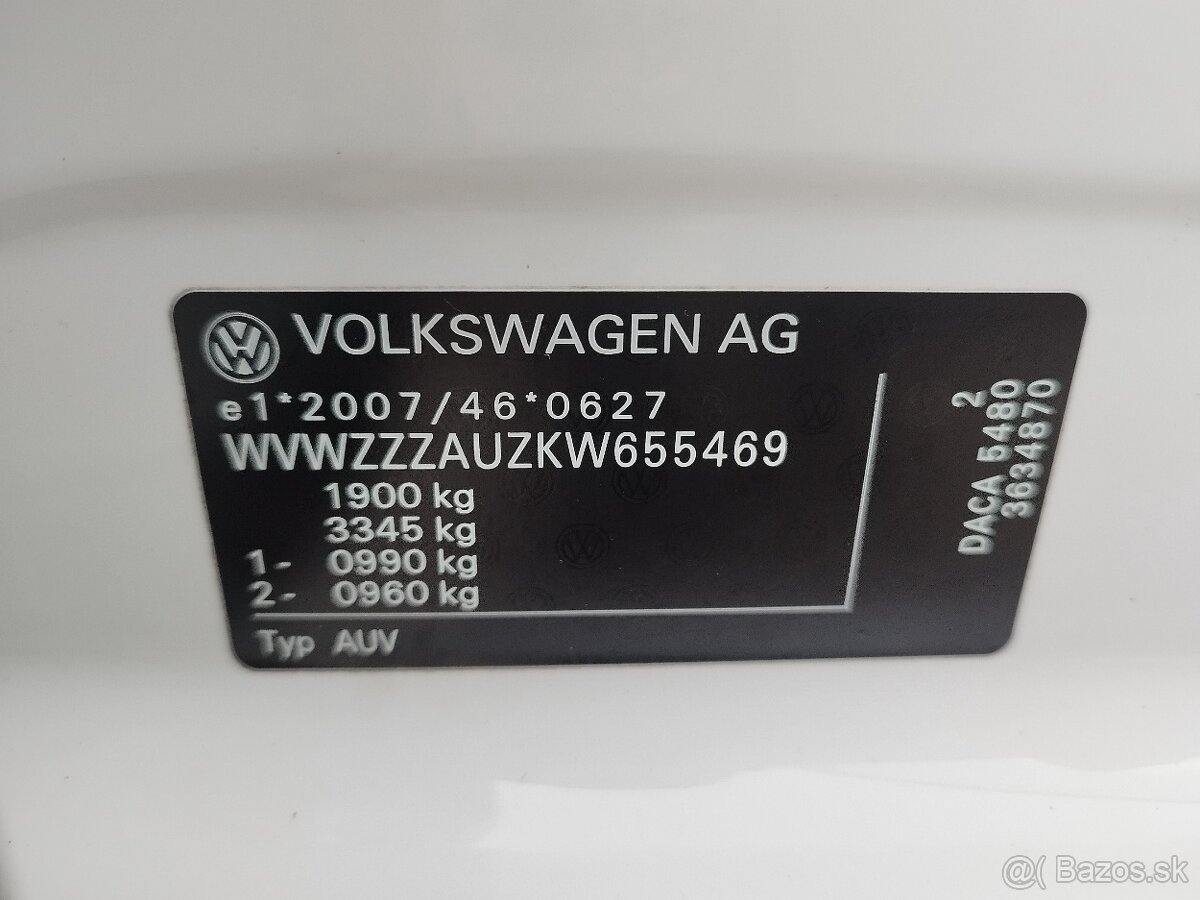 VOLKSWAGEN AG
e1*2007/46*0627
WVWZZZAUZKW655469
1900 kg
3345 kg
1- 0990 kg
2- 0960 kg
Typ AUV
2
DACA 5480
3634870
@( Bazos.sk